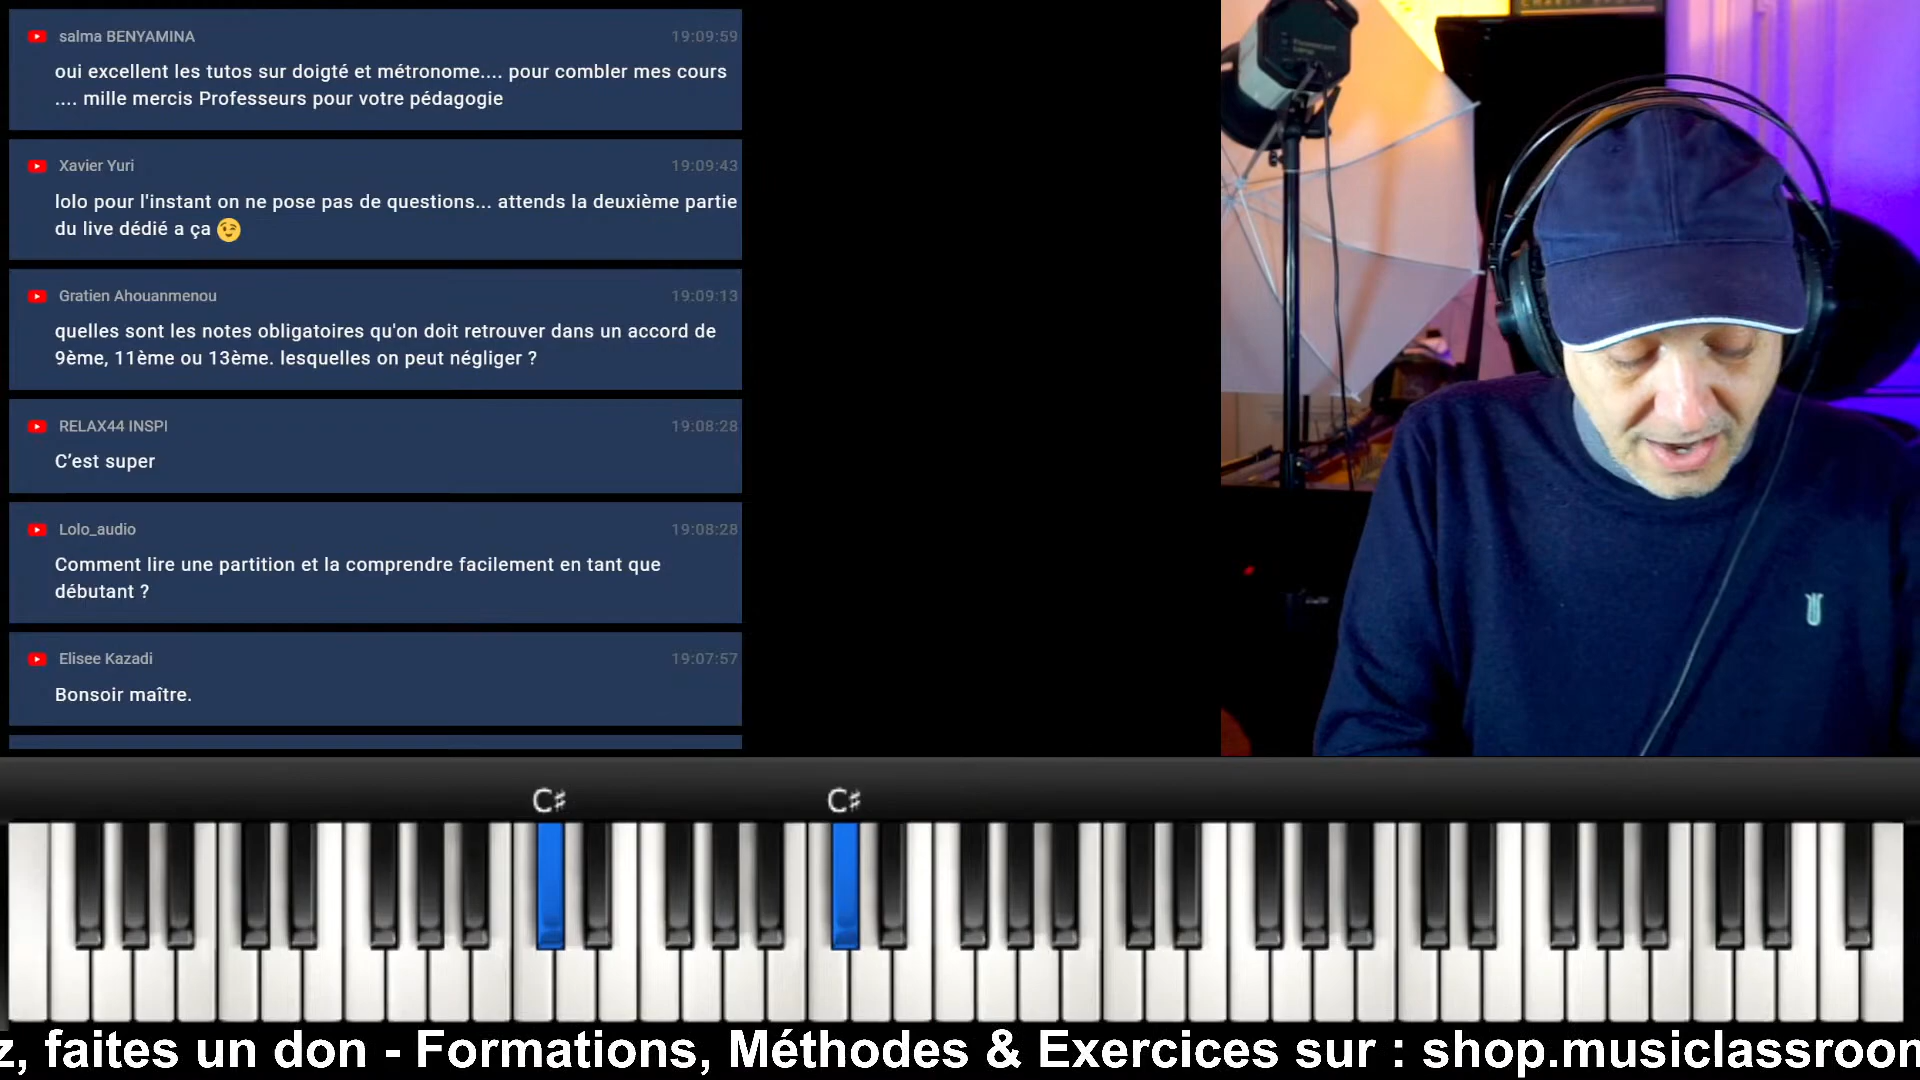 salma BENYAMINA 19:09:59
oui excellent les tutos sur doigté et métronome.... pour combler mes cours
.... mille mercis Professeurs pour votre pédagogie
Xavier Yuri 19:09:43
lolo pour l'instant on ne pose pas de questions... attends la deuxième partie
du live dédié a ça 😉
Gratien Ahouanmenou 19:09:13
quelles sont les notes obligatoires qu'on doit retrouver dans un accord de
9ème, 11ème ou 13ème. lesquelles on peut négliger ?
RELAX44 INSPI 19:08:28
C’est super
Lolo_audio 19:08:28
Comment lire une partition et la comprendre facilement en tant que
débutant ?
Elisee Kazadi 19:07:57
Bonsoir maître.
C♯ C♯
z, faites un don - Formations, Méthodes & Exercices sur : shop.musiclassroon